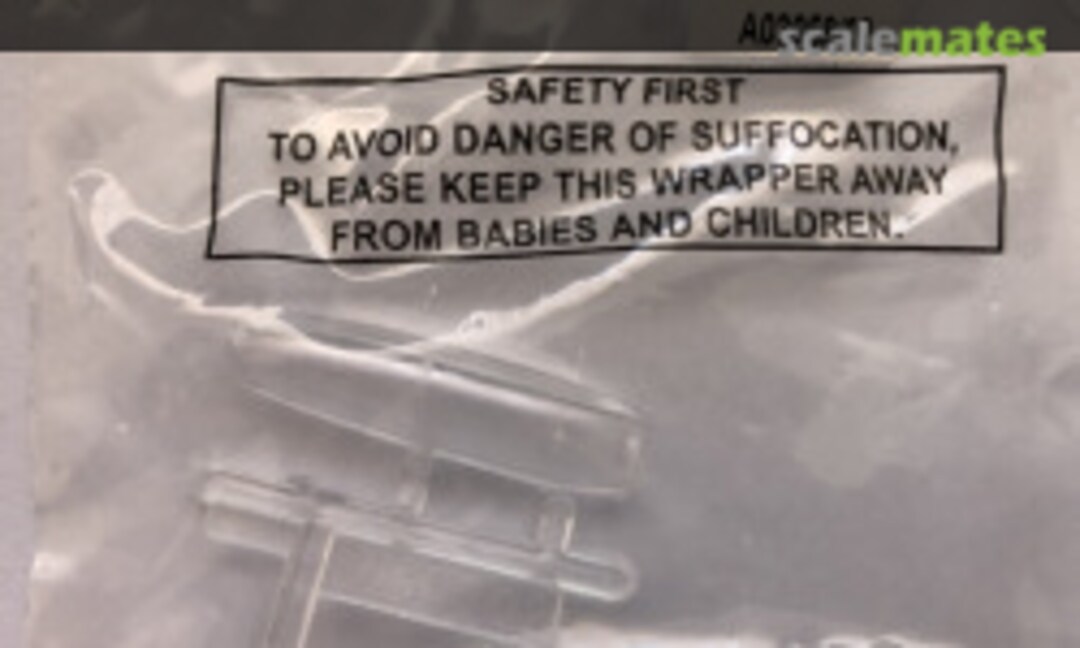 scalemates
SAFETY FIRST
TO AVOID DANGER OF SUFFOCATION,
PLEASE KEEP THIS WRAPPER AWAY
FROM BABIES AND CHILDREN.